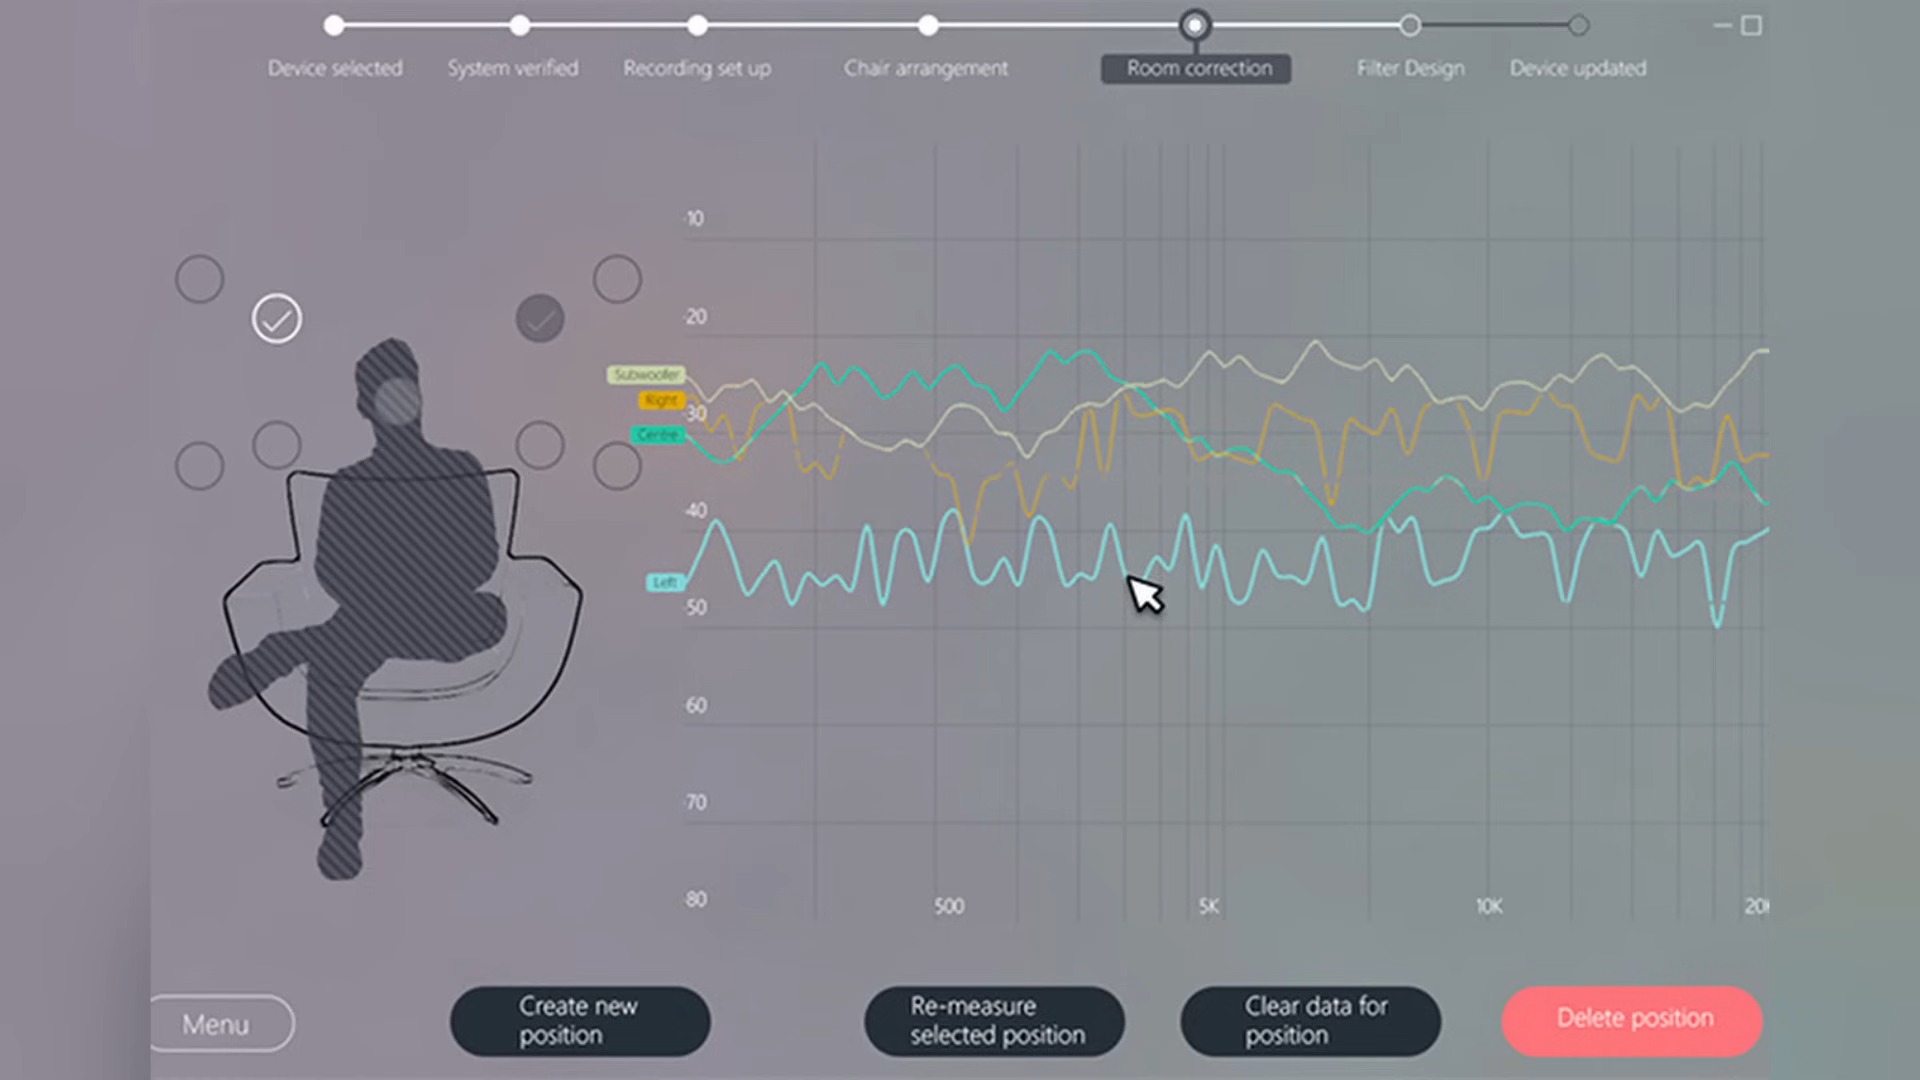 Device selected
System verified
Recording set up
Chair arrangement
Room correction
Filter Design
Device updated
-10
-20
Subwoofer
Right
-30
Centre
-40
Left
-50
-60
-70
-80
500
5K
10K
20K
Menu
Create new
position
Re-measure
selected position
Clear data for
position
Delete position